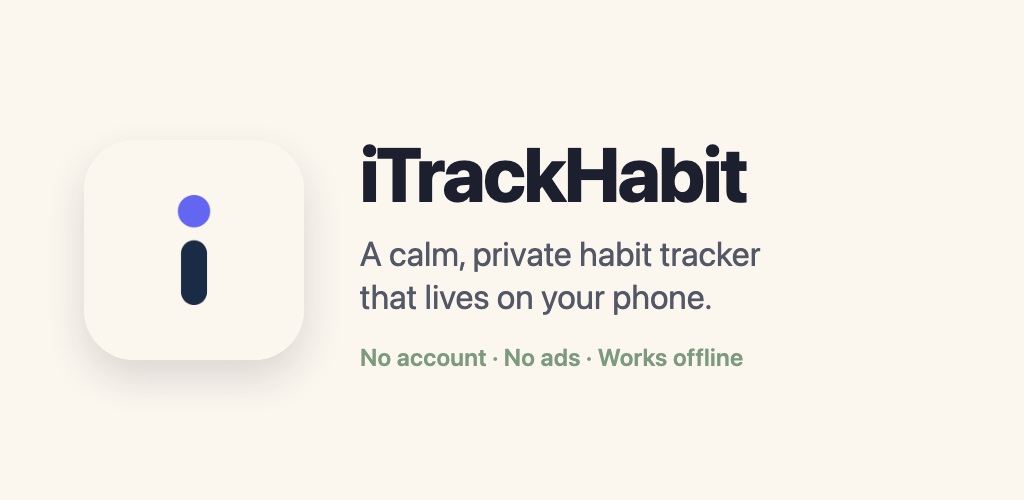 i
iTrackHabit
A calm, private habit tracker
that lives on your phone.
No account · No ads · Works offline